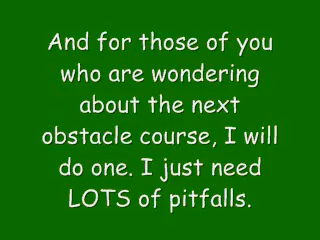 And for those of you
who are wondering
about the next
obstacle course, I will
do one. I just need
LOTS of pitfalls.